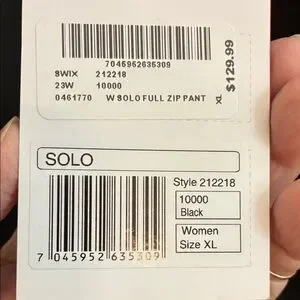 7045952635309
SWIX 212218
23W 10000
0461770 W SOLO FULL ZIP PANT XL
$129.99
SOLO
Style 212218
10000
Black
Women
Size XL
7 045952 635309